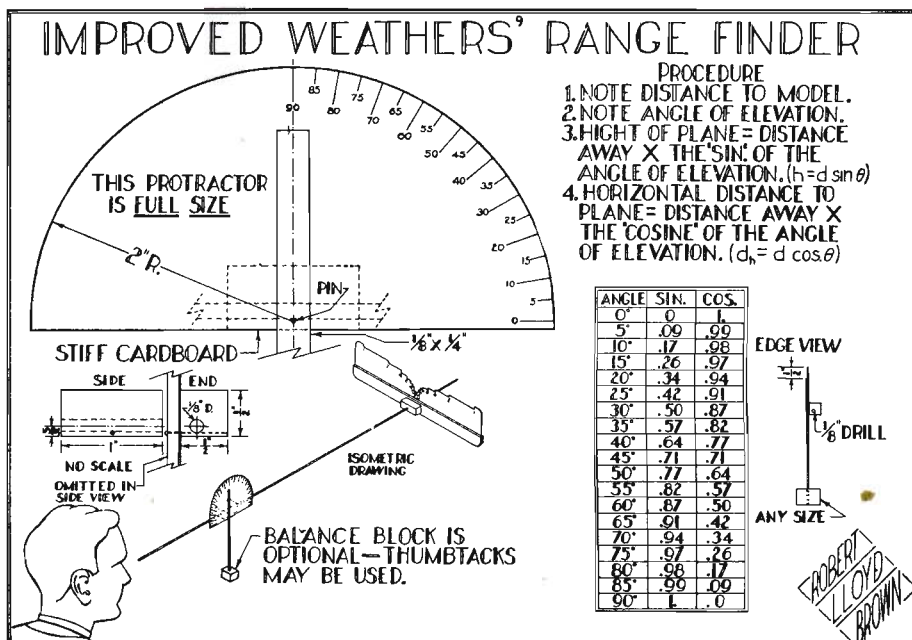 IMPROVED WEATHERS' RANGE FINDER
PROCEDURE
1. NOTE DISTANCE TO MODEL.
2. NOTE ANGLE OF ELEVATION.
3. HIGHT OF PLANE = DISTANCE
AWAY X THE "SIN." OF THE
ANGLE OF ELEVATION. (h = d sin θ)
4. HORIZONTAL DISTANCE TO
PLANE = DISTANCE AWAY X
THE "COSINE" OF THE ANGLE
OF ELEVATION. (dₕ = d cos. θ)
90 85 80 75 70 65 60 55 50 45 40 35 30 25 20 15 10 5 0
THIS PROTRACTOR
IS FULL SIZE
2" R.
PIN
STIFF CARDBOARD
1/8" X 1/4"
SIDE END
1/8" D.
1"
1/2"
1/2"
NO SCALE
OMITTED IN
SIDE VIEW
ISOMETRIC
DRAWING
BALANCE BLOCK IS
OPTIONAL — THUMBTACKS
MAY BE USED.
ANGLE SIN. COS.
0° 0 1.
5° .09 .99
10° .17 .98
15° .26 .97
20° .34 .94
25° .42 .91
30° .50 .87
35° .57 .82
40° .64 .77
45° .71 .71
50° .77 .64
55° .82 .57
60° .87 .50
65° .91 .42
70° .94 .34
75° .97 .26
80° .98 .17
85° .99 .09
90° 1. .0
EDGE VIEW
1/8" DRILL
ANY SIZE
ROBERT
LLOYD
BROWN